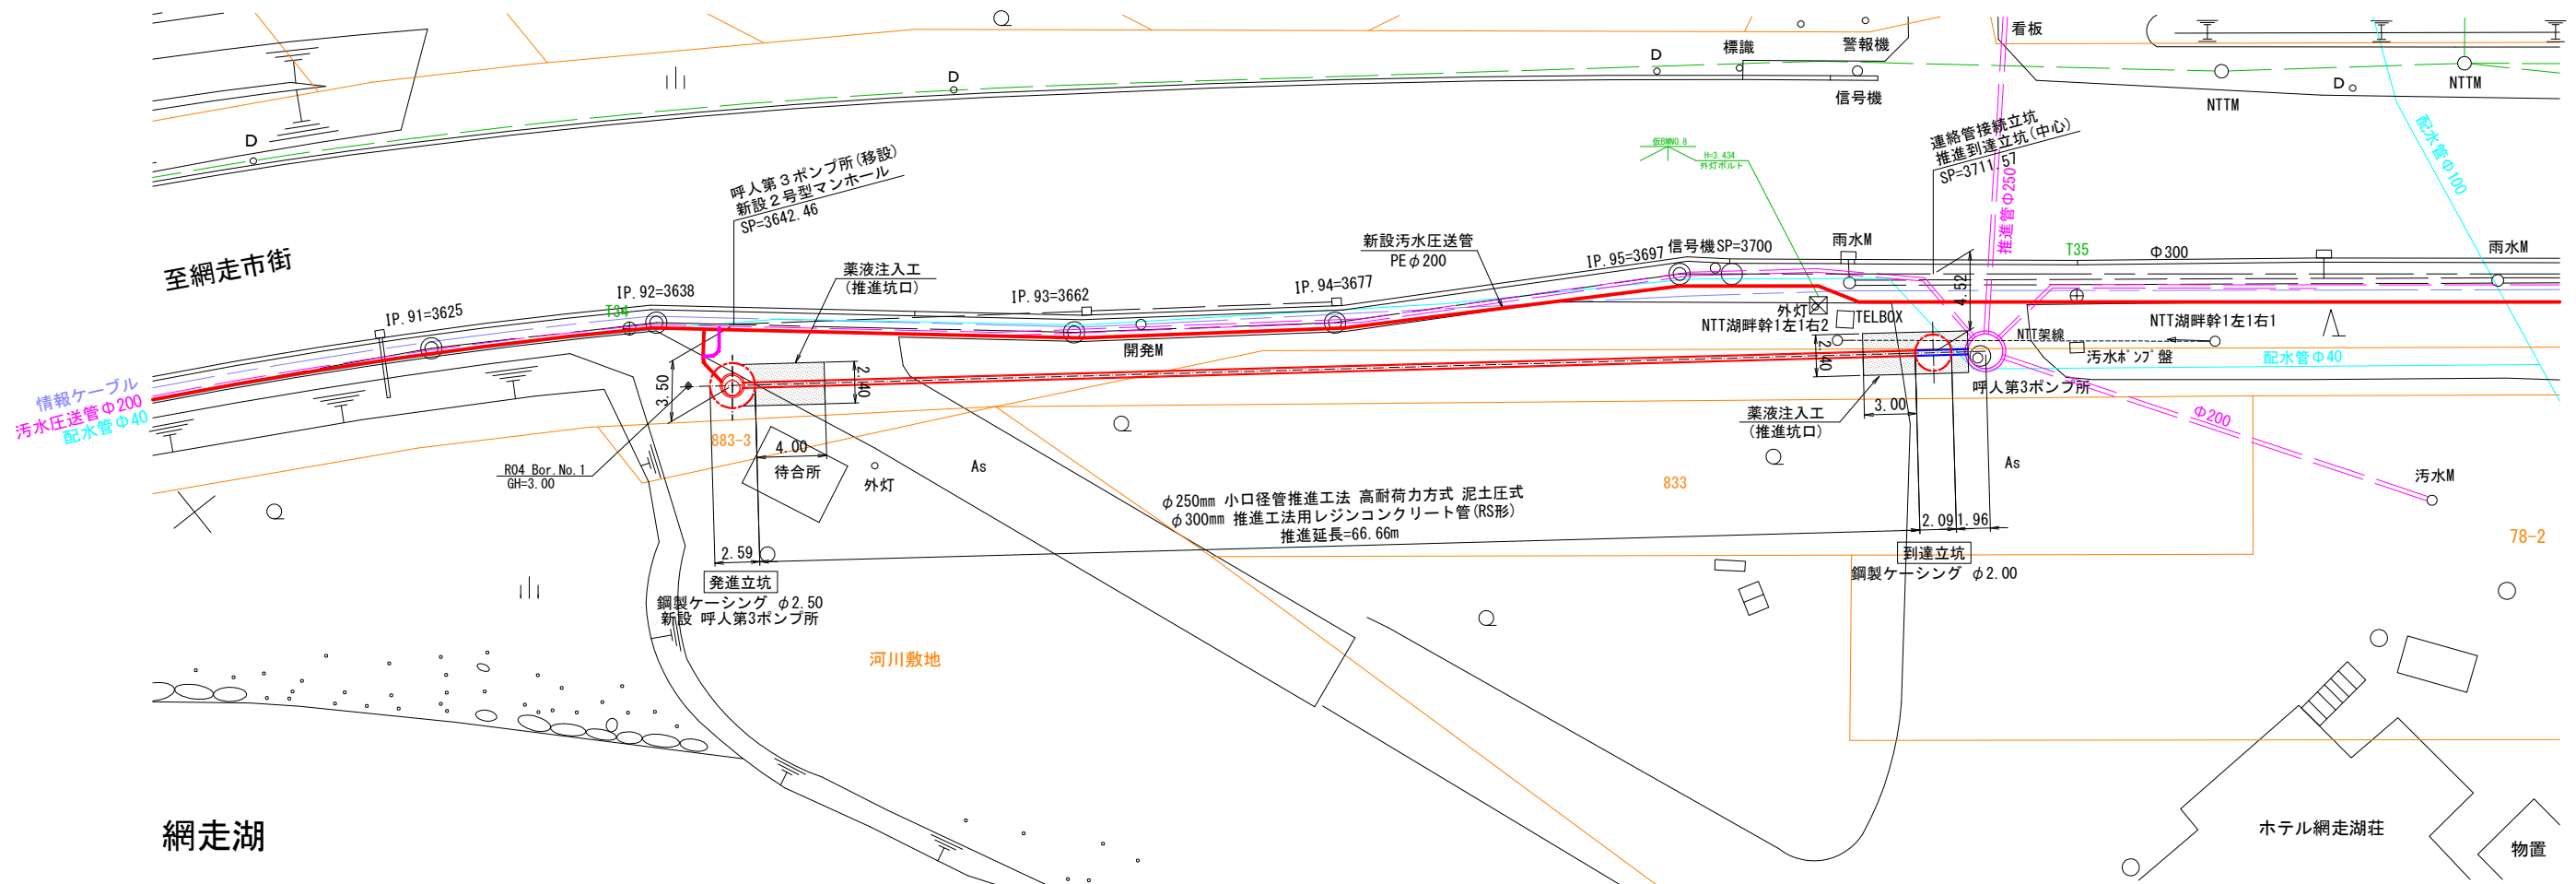 看板
標識
警報機
D
D
D
信号機
NTTM
D
NTTM
配水管Φ100
連絡管接続立坑
推進到達立坑(中心)
SP=3711.57
推進管Φ250
仮BMNO.8
H=3.434
外灯ボルト
呼人第３ポンプ所(移設)
新設２号型マンホール
SP=3642.46
至網走市街
薬液注入工
(推進坑口)
新設汚水圧送管
PEφ200
IP.91=3625
IP.92=3638
T34
IP.93=3662
IP.94=3677
IP.95=3697
信号機SP=3700
雨水M
4.52
T35
Φ300
雨水M
外灯
TELBOX
NTT湖畔幹1左1右2
NTT架線
NTT湖畔幹1左1右1
開発M
汚水ポンプ盤
配水管Φ40
呼人第3ポンプ所
情報ケーブル
汚水圧送管Φ200
配水管Φ40
3.50
2.40
2.40
3.00
薬液注入工
(推進坑口)
Φ200
883-3
4.00
待合所
外灯
As
R04 Bor.No.1
GH=3.00
833
As
汚水M
φ250mm 小口径管推進工法 高耐荷力方式 泥土圧式
φ300mm 推進工法用レジンコンクリート管(RS形)
推進延長=66.66m
2.59
2.09
1.96
78-2
発進立坑
鋼製ケーシング φ2.50
新設 呼人第3ポンプ所
到達立坑
鋼製ケーシング φ2.00
河川敷地
網走湖
ホテル網走湖荘
物置